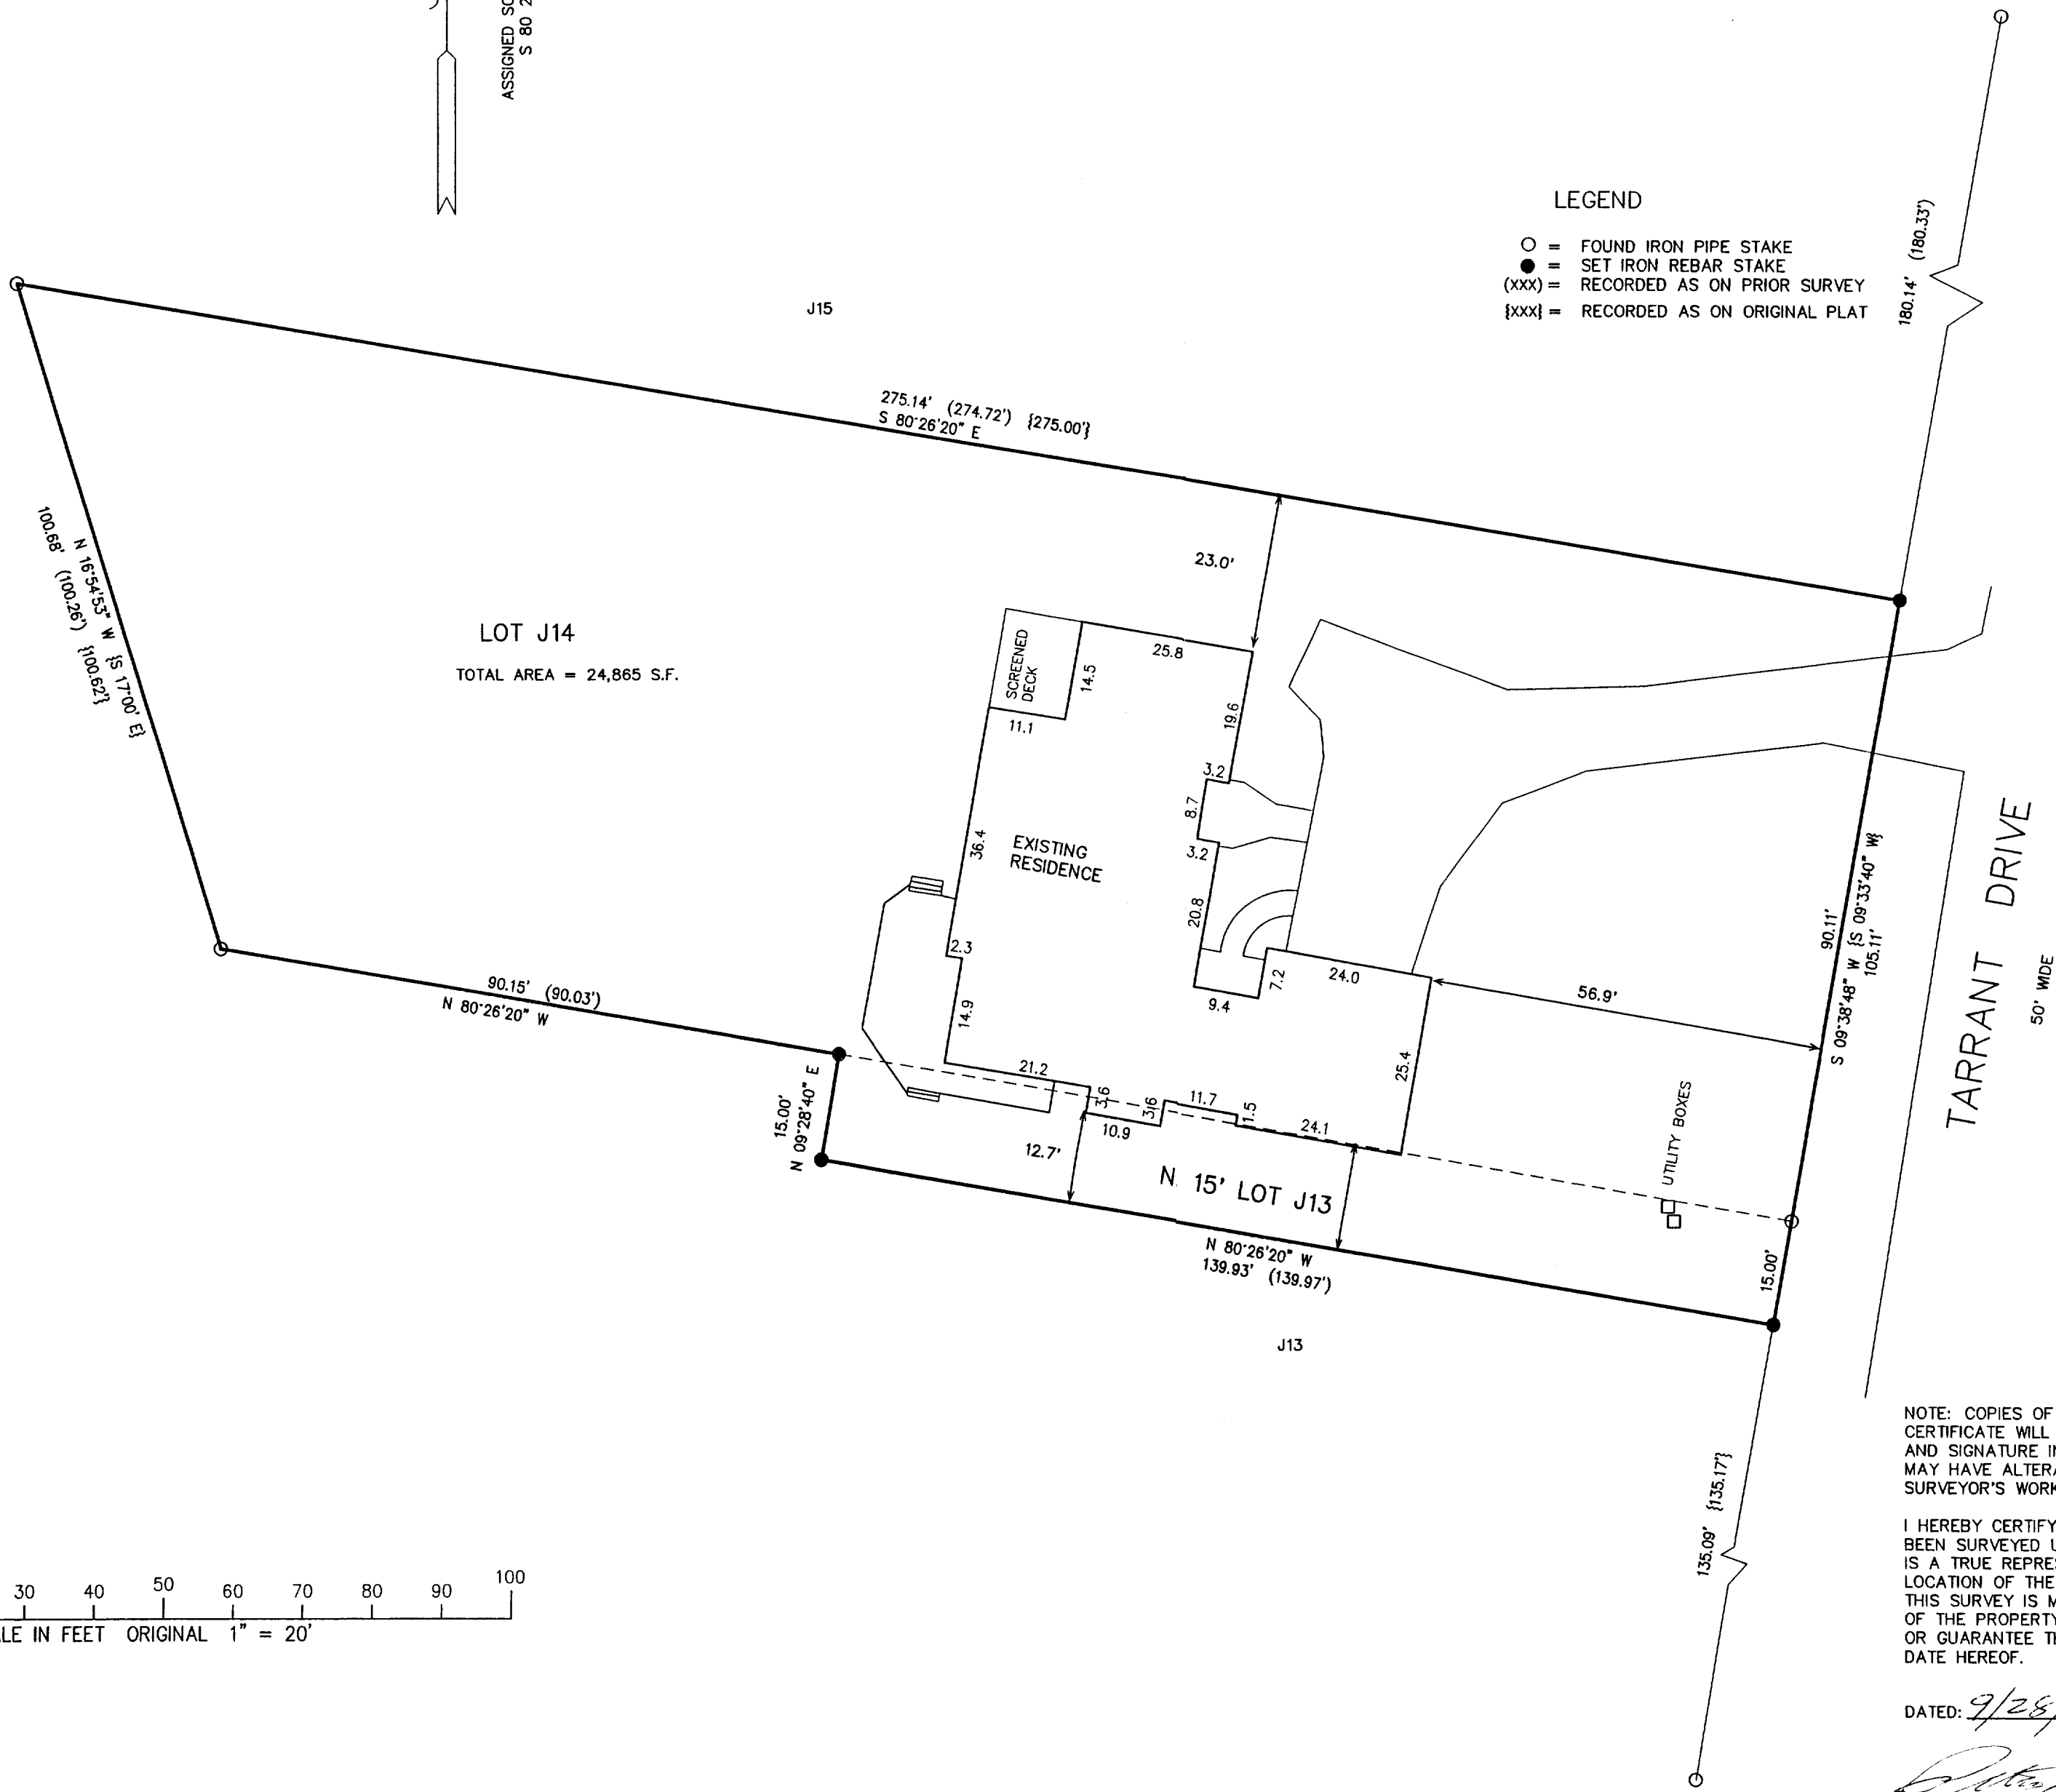 ASSIGNED SO
S 80 2
LEGEND
○ = FOUND IRON PIPE STAKE
● = SET IRON REBAR STAKE
(XXX) = RECORDED AS ON PRIOR SURVEY
{XXX} = RECORDED AS ON ORIGINAL PLAT
180.14' (180.33')
J15
275.14' (274.72') {275.00'}
S 80°26'20" E
N 16°54'53" W {S 17°00' E}
100.68' (100.26') {100.62'}
LOT J14
TOTAL AREA = 24,865 S.F.
23.0'
SCREENED
DECK
25.8
14.5
11.1
19.6
3.2
8.7
3.2
36.4
EXISTING
RESIDENCE
20.8
2.3
14.9
9.4
7.2
24.0
56.9'
25.4
90.11'
S 09°38'48" W {S 09°33'40" W}
105.11'
TARRANT DRIVE
50' WIDE
90.15' (90.03')
N 80°26'20" W
15.00'
N 09°28'40" E
21.2
3.6
10.9
3.6
11.7
1.5
24.1
12.7'
N 15' LOT J13
UTILITY BOXES
15.00'
N 80°26'20" W
139.93' (139.97')
J13
135.09' {135.17'}
30 40 50 60 70 80 90 100
LE IN FEET ORIGINAL 1" = 20'
NOTE: COPIES OF
CERTIFICATE WILL
AND SIGNATURE IN
MAY HAVE ALTERA
SURVEYOR'S WORK
I HEREBY CERTIFY
BEEN SURVEYED U
IS A TRUE REPRES
LOCATION OF THE
THIS SURVEY IS M
OF THE PROPERTY
OR GUARANTEE TH
DATE HEREOF.
DATED: 9/28/